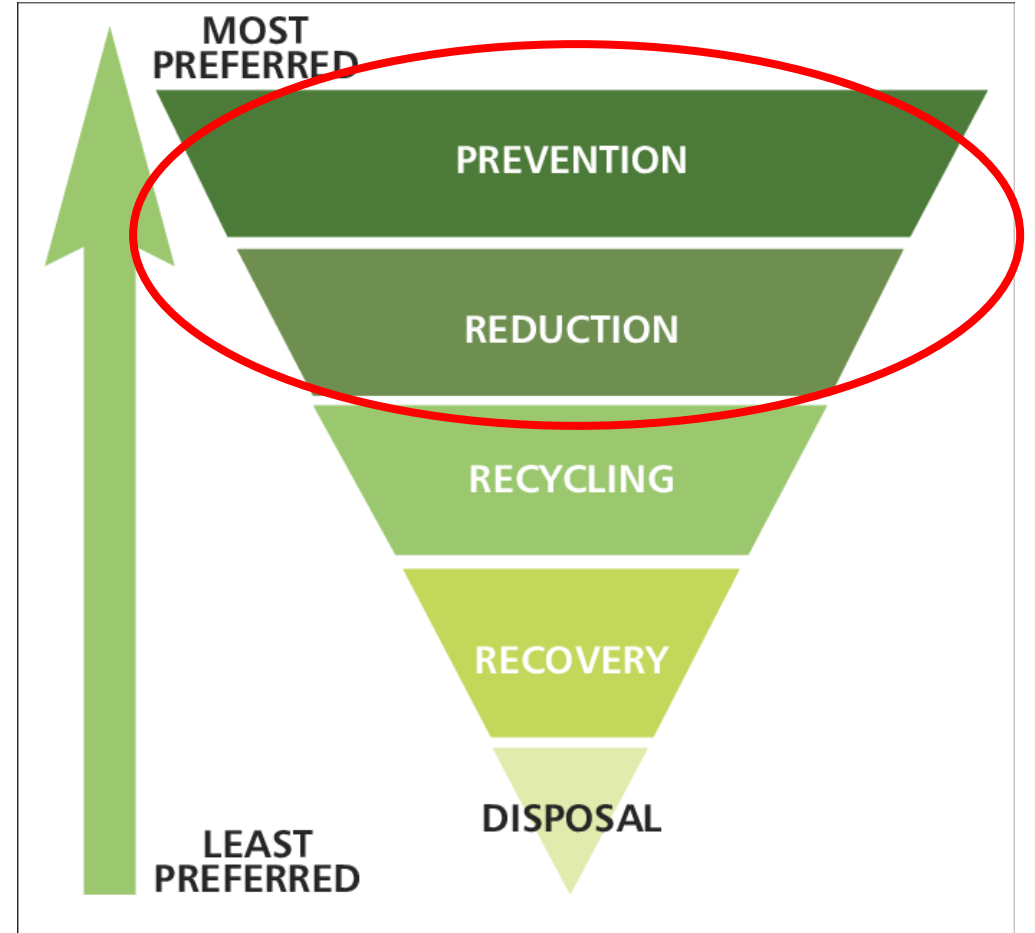 MOST
PREFERRED
PREVENTION
REDUCTION
RECYCLING
RECOVERY
DISPOSAL
LEAST
PREFERRED